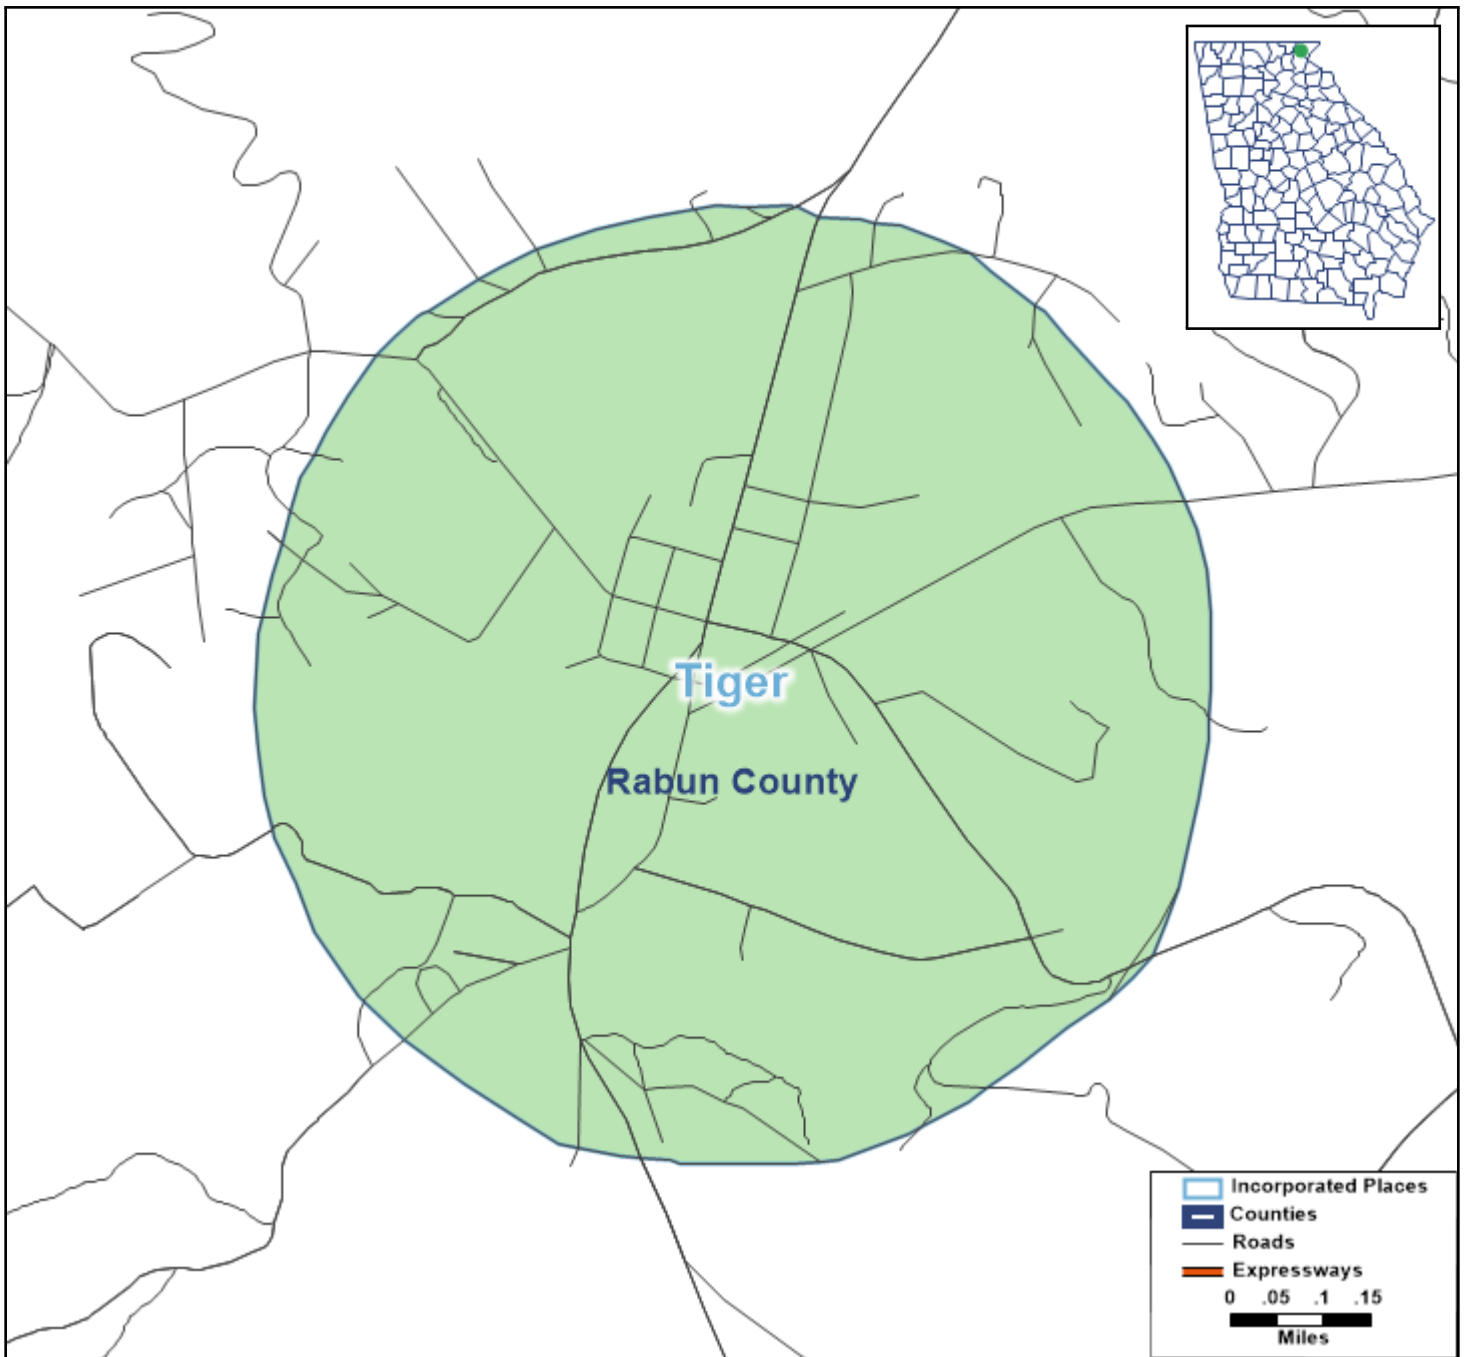 Tiger
Rabun County
Incorporated Places
Counties
Roads
Expressways
0 .05 .1 .15
Miles